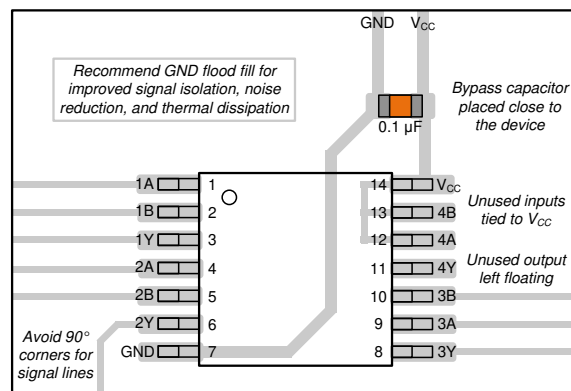 GND VCC
Recommend GND flood fill for
improved signal isolation, noise
reduction, and thermal dissipation
0.1 µF
Bypass capacitor
placed close to
the device
1A 1 14 VCC
1B 2 13 4B
1Y 3 12 4A
2A 4 11 4Y
2B 5 10 3B
2Y 6 9 3A
GND 7 8 3Y
Unused inputs
tied to VCC
Unused output
left floating
Avoid 90°
corners for
signal lines